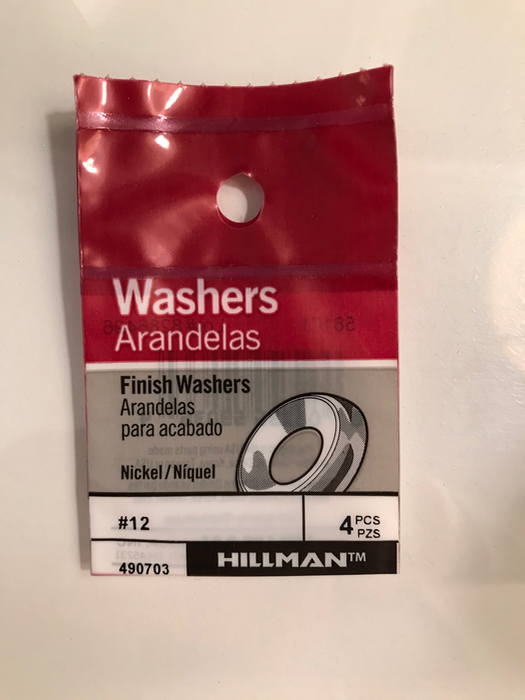 Washers
Arandelas
Finish Washers
Arandelas
para acabado
Nickel/Níquel
#12
4 PCS
PZS
490703
HILLMAN™